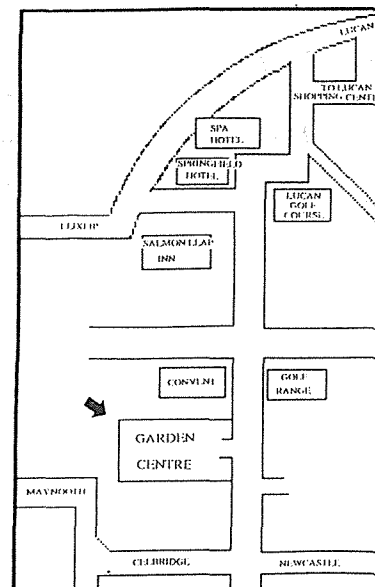 LUCAN
TO LUCAN
SHOPPING CENTRE
SPA
HOTEL
SPRINGFIELD
HOTEL
LUCAN
GOLF
COURSE
LEIXLIP
SALMON LEAP
INN
CONVENT
GOLF
RANGE
GARDEN
CENTRE
MAYNOOTH
CELBRIDGE
NEWCASTLE